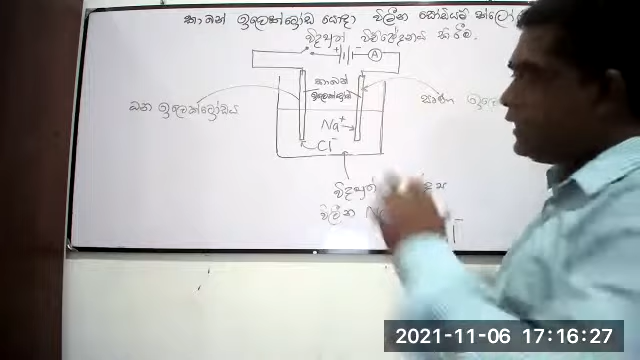 කාබන් ඉලෙක්ට්‍රෝඩ යොදා විලීන සෝඩියම් ක්ලෝ
විද්‍යුත් විච්ඡේදනය කිරීම.
+ -
A
කාබන්
ඉලෙක්ට්‍රෝඩ
ධන ඉලෙක්ට්‍රෝඩය
සෘණ
Na⁺
Cl⁻
විද්‍යුත්
විලීන
2021-11-06 17:16:27